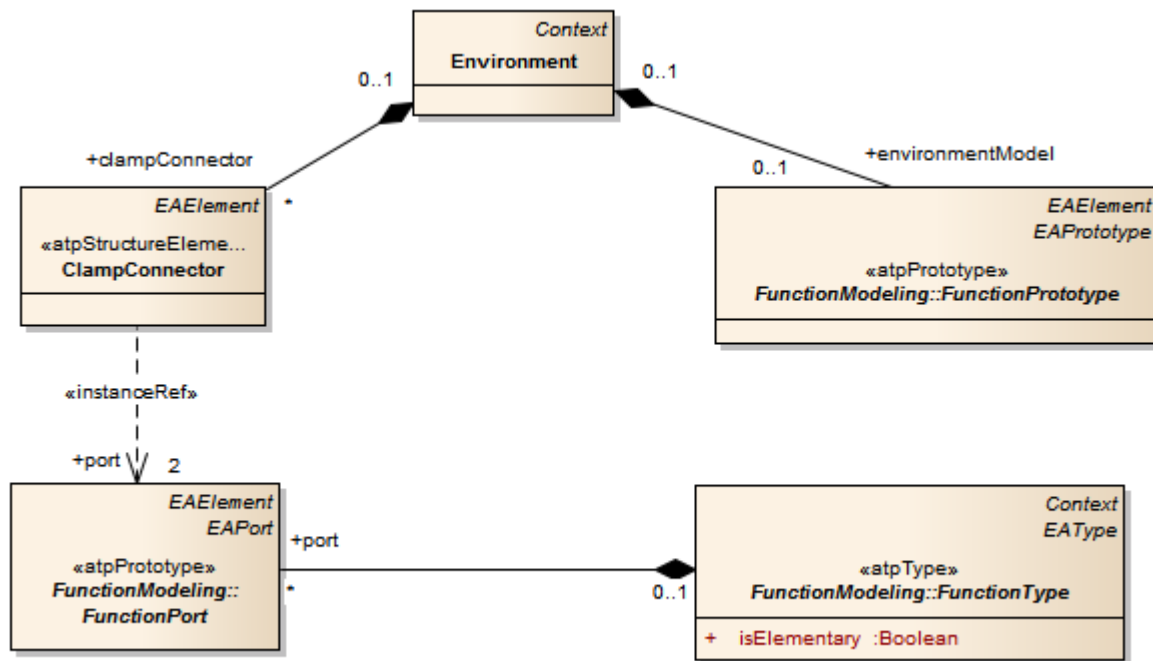 Context
Environment
0..1
0..1
+clampConnector
*
+environmentModel
0..1
EAElement
«atpStructureEleme...
ClampConnector
EAElement
EAPrototype
«atpPrototype»
FunctionModeling::FunctionPrototype
«instanceRef»
+port
2
EAElement
EAPort
«atpPrototype»
FunctionModeling::
FunctionPort
+port
*
0..1
Context
EAType
«atpType»
FunctionModeling::FunctionType
+ isElementary :Boolean